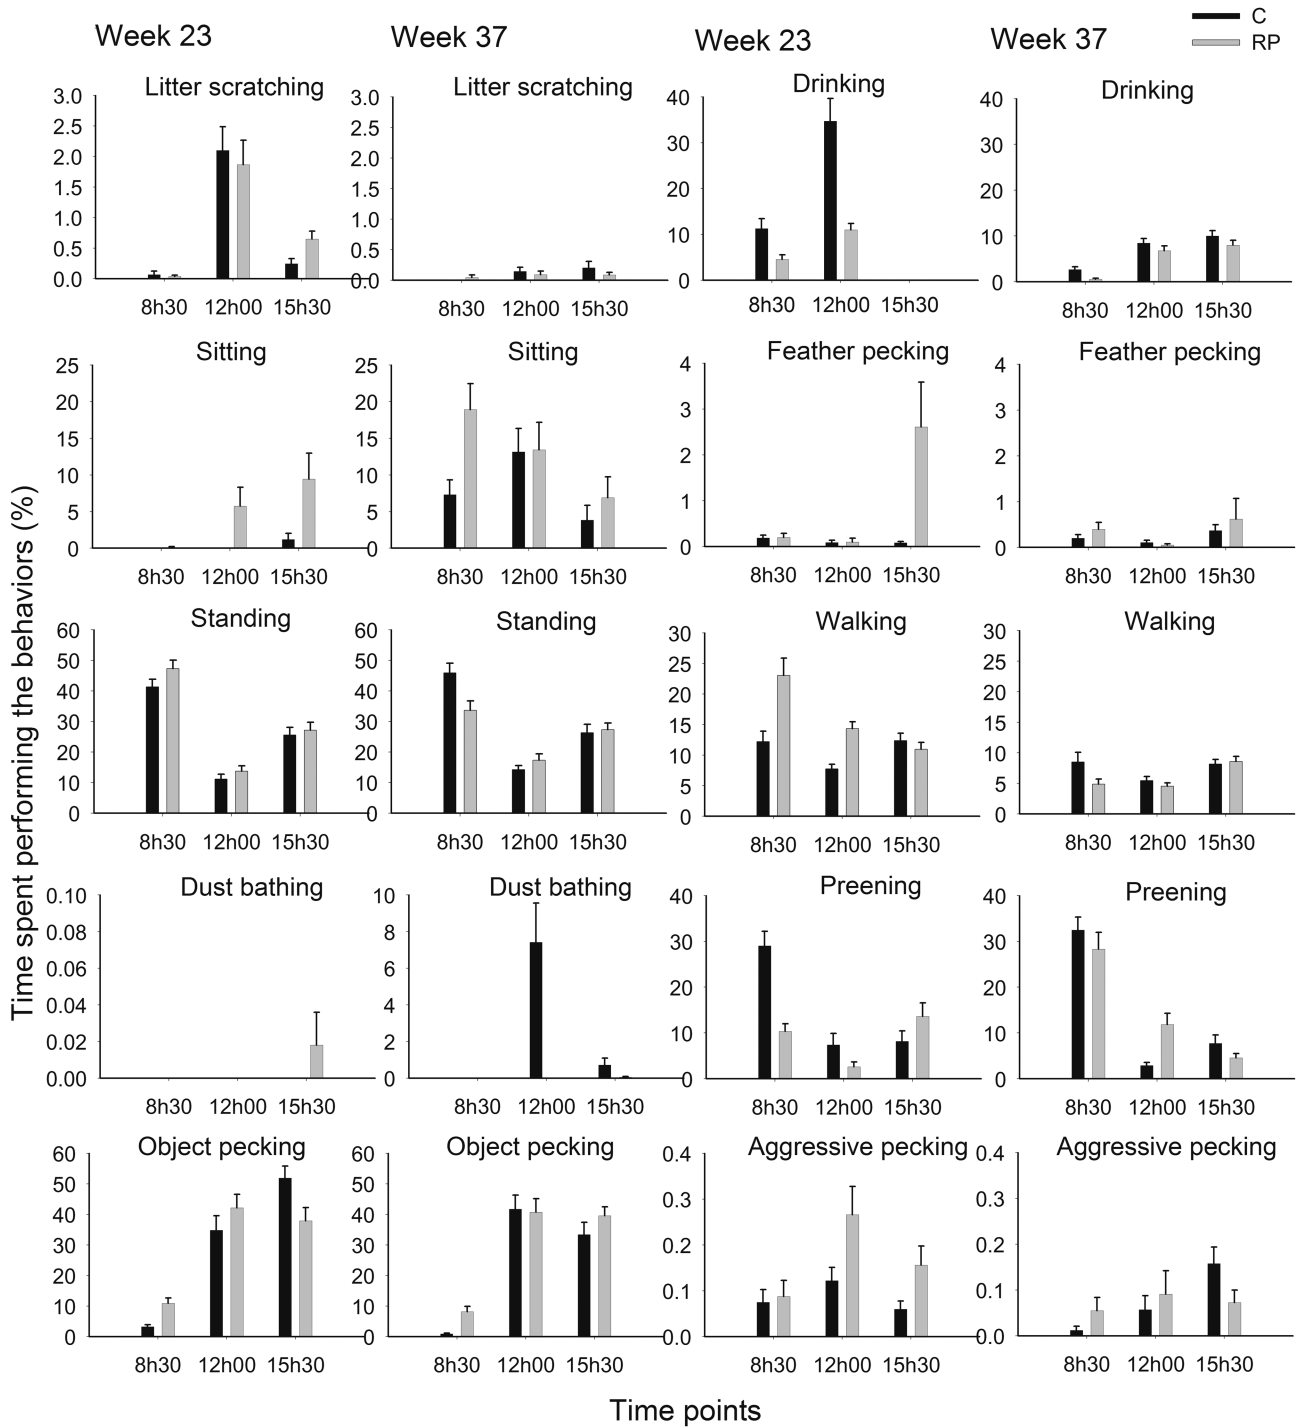 Week 23
Week 37
Week 23
Week 37
C
RP
Litter scratching
3.0
2.5
2.0
1.5
1.0
0.5
0.0
8h30 12h00 15h30
Litter scratching
3.0
2.5
2.0
1.5
1.0
0.5
0.0
8h30 12h00 15h30
Drinking
40
30
20
10
0
8h30 12h00 15h30
Drinking
40
30
20
10
0
8h30 12h00 15h30
Sitting
25
20
15
10
5
0
8h30 12h00 15h30
Sitting
25
20
15
10
5
0
8h30 12h00 15h30
Feather pecking
4
3
2
1
0
8h30 12h00 15h30
Feather pecking
4
3
2
1
0
8h30 12h00 15h30
Time spent performing the behaviors (%)
Standing
60
50
40
30
20
10
0
8h30 12h00 15h30
Standing
60
50
40
30
20
10
0
8h30 12h00 15h30
Walking
30
25
20
15
10
5
0
8h30 12h00 15h30
Walking
30
25
20
15
10
5
0
8h30 12h00 15h30
Dust bathing
0.10
0.08
0.06
0.04
0.02
0.00
8h30 12h00 15h30
Dust bathing
10
8
6
4
2
0
8h30 12h00 15h30
Preening
40
30
20
10
0
8h30 12h00 15h30
Preening
40
30
20
10
0
8h30 12h00 15h30
Object pecking
60
50
40
30
20
10
0
8h30 12h00 15h30
Object pecking
60
50
40
30
20
10
0
8h30 12h00 15h30
Aggressive pecking
0.4
0.3
0.2
0.1
0.0
8h30 12h00 15h30
Aggressive pecking
0.4
0.3
0.2
0.1
0.0
8h30 12h00 15h30
Time points